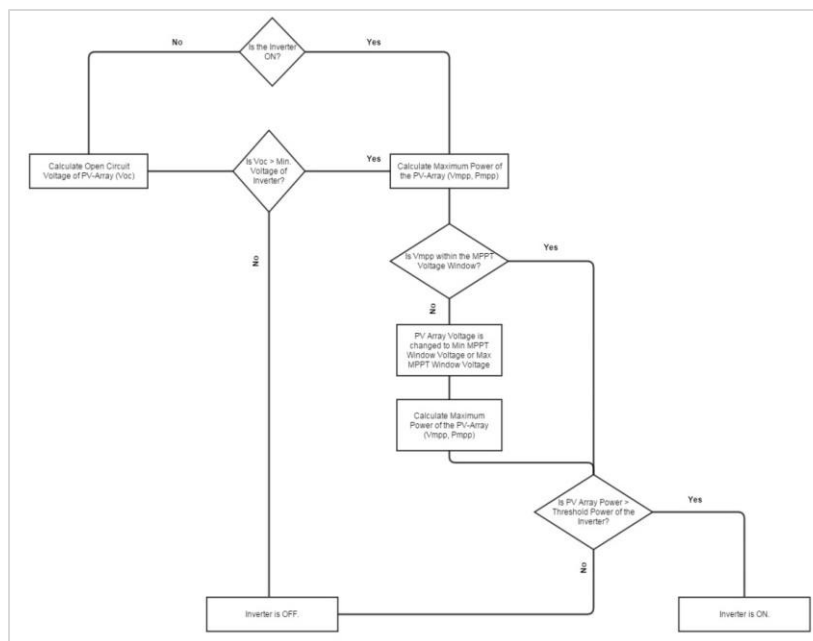 No
Is the Inverter
ON?
Yes
Calculate Open Circuit
Voltage of PV-Array (Voc)
Is Voc > Min.
Voltage of
Inverter?
Yes
Calculate Maximum Power of
the PV-Array (Vmpp, Pmpp)
No
Is Vmpp within the MPPT
Voltage Window?
Yes
No
PV Array Voltage is
changed to Min MPPT
Window Voltage or Max
MPPT Window Voltage
Calculate Maximum
Power of the PV-Array
(Vmpp, Pmpp)
Is PV Array Power >
Threshold Power of the
Inverter?
Yes
No
Inverter is OFF.
Inverter is ON.